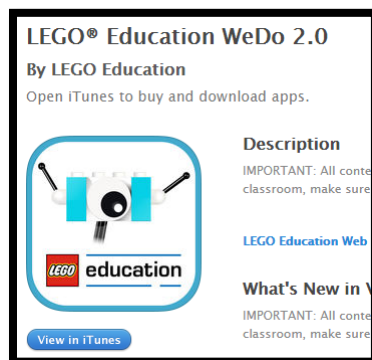 LEGO® Education WeDo 2.0
By LEGO Education
Open iTunes to buy and download apps.
Description
IMPORTANT: All conte
classroom, make sure
LEGO Education Web
LEGO education
What's New in V
IMPORTANT: All conte
classroom, make sure
View in iTunes